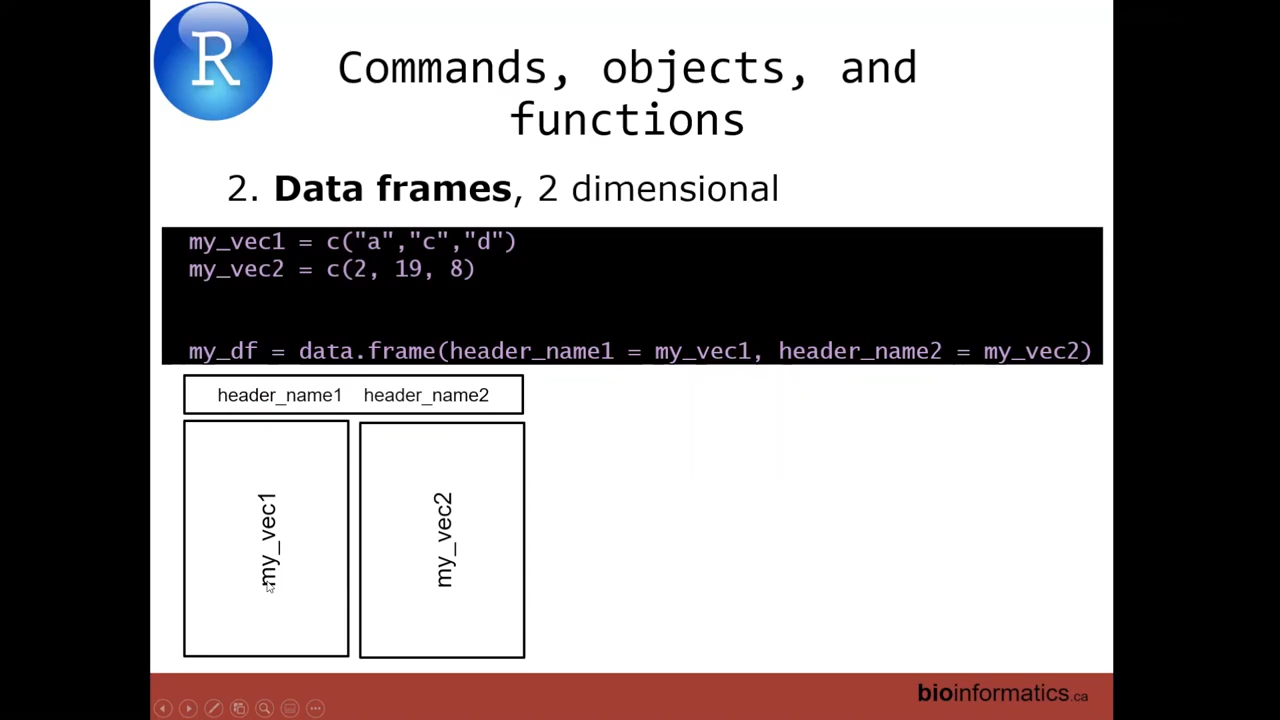 R
Commands, objects, and
functions
2. Data frames, 2 dimensional
my_vec1 = c("a","c","d")
my_vec2 = c(2, 19, 8)
my_df = data.frame(header_name1 = my_vec1, header_name2 = my_vec2)
header_name1 header_name2
my_vec1
my_vec2
bioinformatics.ca